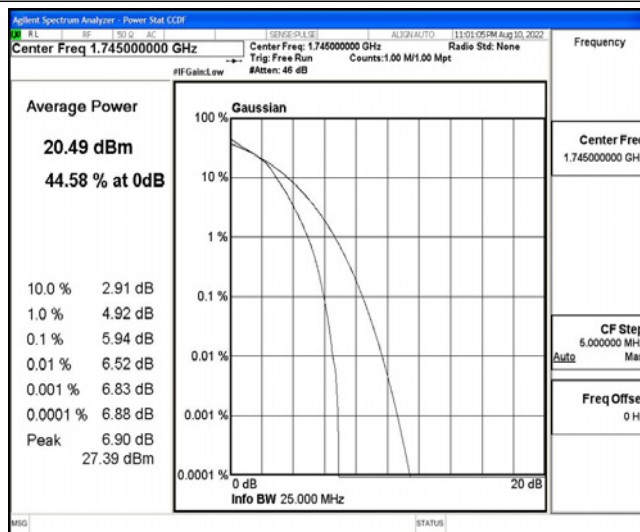 Agilent Spectrum Analyzer - Power Stat CCDF
RL RF 50 Ω AC SENSE:PULSE ALIGNAUTO 11:01:05 PM Aug 10, 2022
Center Freq 1.745000000 GHz
Center Freq: 1.745000000 GHz Radio Std: None
Trig: Free Run Counts:1.00 M/1.00 Mpt
#IFGain:Low #Atten: 46 dB
Frequency
Average Power
20.49 dBm
44.58 % at 0dB
10.0 % 2.91 dB
1.0 % 4.92 dB
0.1 % 5.94 dB
0.01 % 6.52 dB
0.001 % 6.83 dB
0.0001 % 6.88 dB
Peak 6.90 dB
27.39 dBm
Gaussian
100 %
10 %
1 %
0.1 %
0.01 %
0.001 %
0.0001 %
0 dB 20 dB
Info BW 25.000 MHz
Center Fre
1.745000000 GH
CF Step
5.000000 MH
Auto Ma
Freq Offse
0 H
MSG STATUS